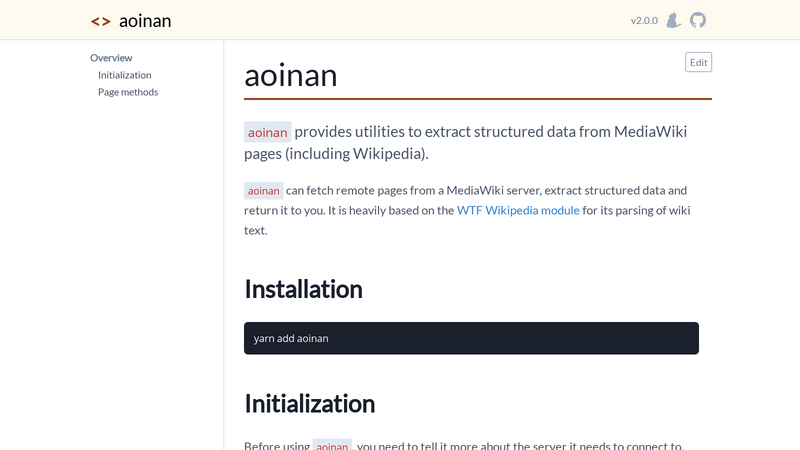 <> aoinan
v2.0.0
Overview
Initialization
Page methods
aoinan
Edit
aoinan provides utilities to extract structured data from MediaWiki
pages (including Wikipedia).
aoinan can fetch remote pages from a MediaWiki server, extract structured data and
return it to you. It is heavily based on the WTF Wikipedia module for its parsing of wiki
text.
Installation
yarn add aoinan
Initialization
Before using aoinan, you need to tell it more about the server it needs to connect to.